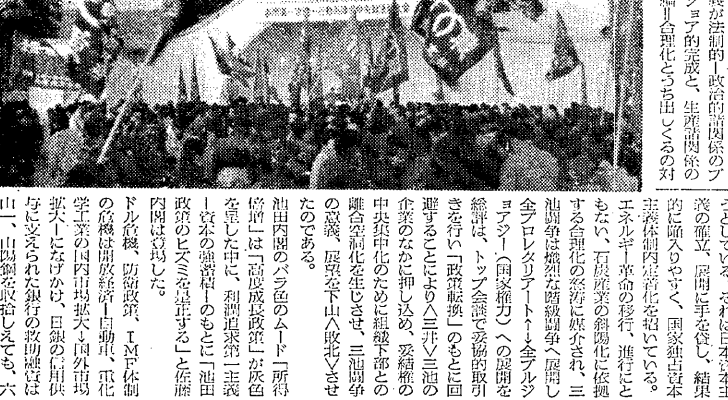 義が法制的ー政治的諸関係のブ
ジョア的完成と、生産諸関係の
編ー合理化とうち出しくるの対
うとしている。それは日本資本主
義の確立、展開に手を貸し、結果
的に陥入りやすく、国家独占資本
主義体制内定着化を招いている。
エネルギー革命の移行、進行にと
もない、石炭産業の斜陽化に依拠
する合理化の怒涛に媒介され、三
池闘争は熾烈な階級闘争へ展開し
全プロレタリアート↑↓全ブルジ
ョアジー(国家権力)への展開を
総評は、トップ会談で妥協的取引
きを行い「政策転換」のもとに回
避することにより∧三井∨三池の
企業のなかに押し込め、妥結権の
中央集中化のために組織下部との
離合空洞化を生じさせ、三池闘争
の意義、展望を下山∧敗北∨させ
たのである。
池田内閣のバラ色のムード「所得
倍増」は「高度成長政策」が灰色
を呈した中に、利潤追求第一主義
ー資本の強蓄積ーのもとに「池田
政策のヒズミを是正する」と佐藤
内閣は登場した。
ドル危機、防衛政策、IMF体制
の危機は開放経済ー自動車、重化
学工業の国内市場拡大↓国外市場
拡大ーになげかけ、日銀の信用供
与に支えられた銀行の救助融資は
山一、山陽鋼を収拾しえても、六